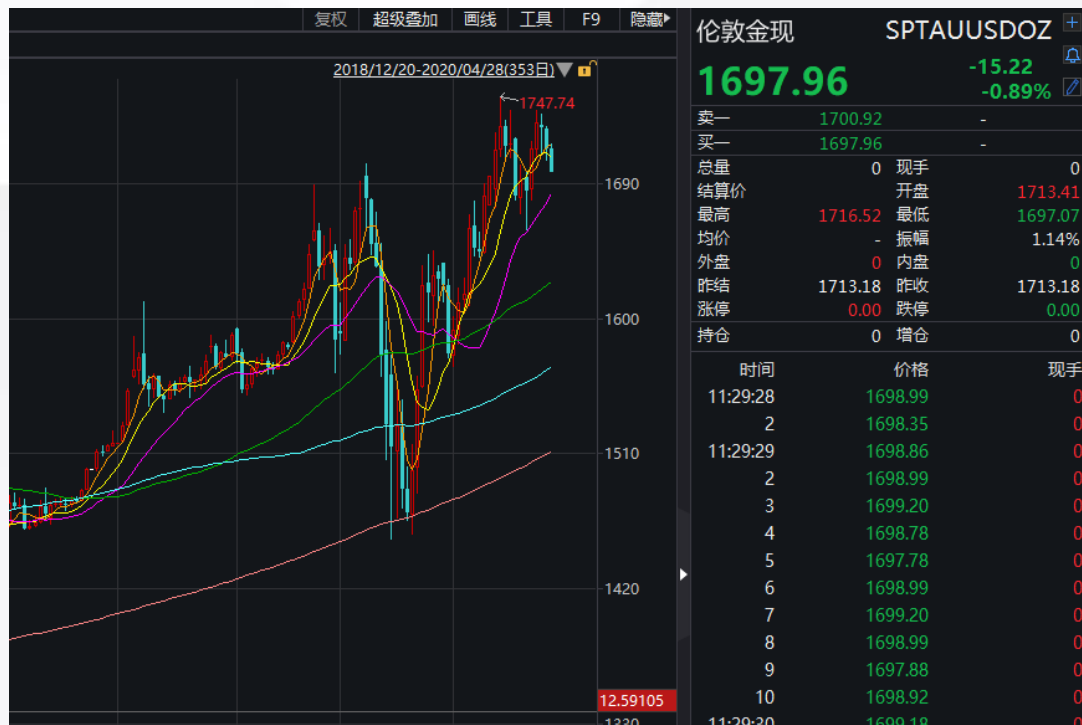 复权 超级叠加 画线 工具 F9 隐藏
2018/12/20-2020/04/28(353日)
1747.74
1690
1600
1510
1420
12.59105
1330
伦敦金现 SPTAUUSDOZ
1697.96 -15.22
-0.89%
卖一 1700.92 -
买一 1697.96 -
总量 0 现手 0
结算价 开盘 1713.41
最高 1716.52 最低 1697.07
均价 - 振幅 1.14%
外盘 0 内盘 0
昨结 1713.18 昨收 1713.18
涨停 0.00 跌停 0.00
持仓 0 增仓 0
时间 价格 现手
11:29:28 1698.99 0
2 1698.35 0
11:29:29 1698.86 0
2 1698.99 0
3 1699.20 0
4 1698.78 0
5 1697.78 0
6 1698.99 0
7 1699.20 0
8 1698.99 0
9 1697.88 0
10 1698.92 0
11:29:30 1699.18 0